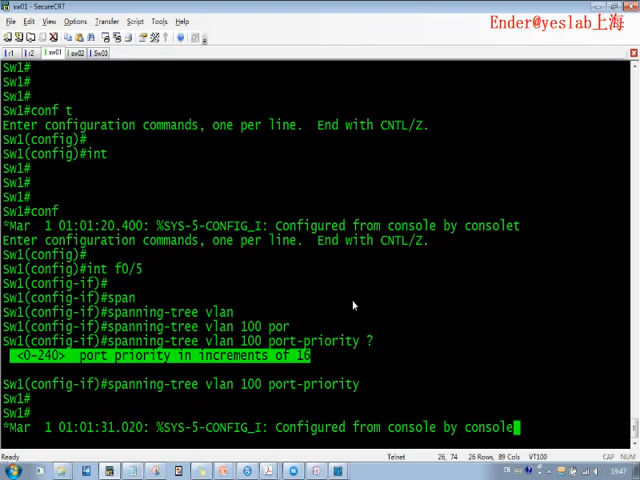 sw01 - SecureCRT
Ender@yeslab上海
File Edit View Options Transfer Script Tools Help
r1 r2 sw01 sw02 Sw03
Sw1#
Sw1#
Sw1#
Sw1#conf t
Enter configuration commands, one per line.  End with CNTL/Z.
Sw1(config)#
Sw1(config)#int
Sw1#
Sw1#
Sw1#
Sw1#conf
*Mar  1 01:01:20.400: %SYS-5-CONFIG_I: Configured from console by consolet
Enter configuration commands, one per line.  End with CNTL/Z.
Sw1(config)#
Sw1(config)#int f0/5
Sw1(config-if)#
Sw1(config-if)#span
Sw1(config-if)#spanning-tree vlan
Sw1(config-if)#spanning-tree vlan 100 por
Sw1(config-if)#spanning-tree vlan 100 port-priority ?
<0-240>  port priority in increments of 16
Sw1(config-if)#spanning-tree vlan 100 port-priority
Sw1#
Sw1#
*Mar  1 01:01:31.020: %SYS-5-CONFIG_I: Configured from console by console
Ready Telnet 26, 74 26 Rows, 89 Cols VT100 CAP NUM
19:47